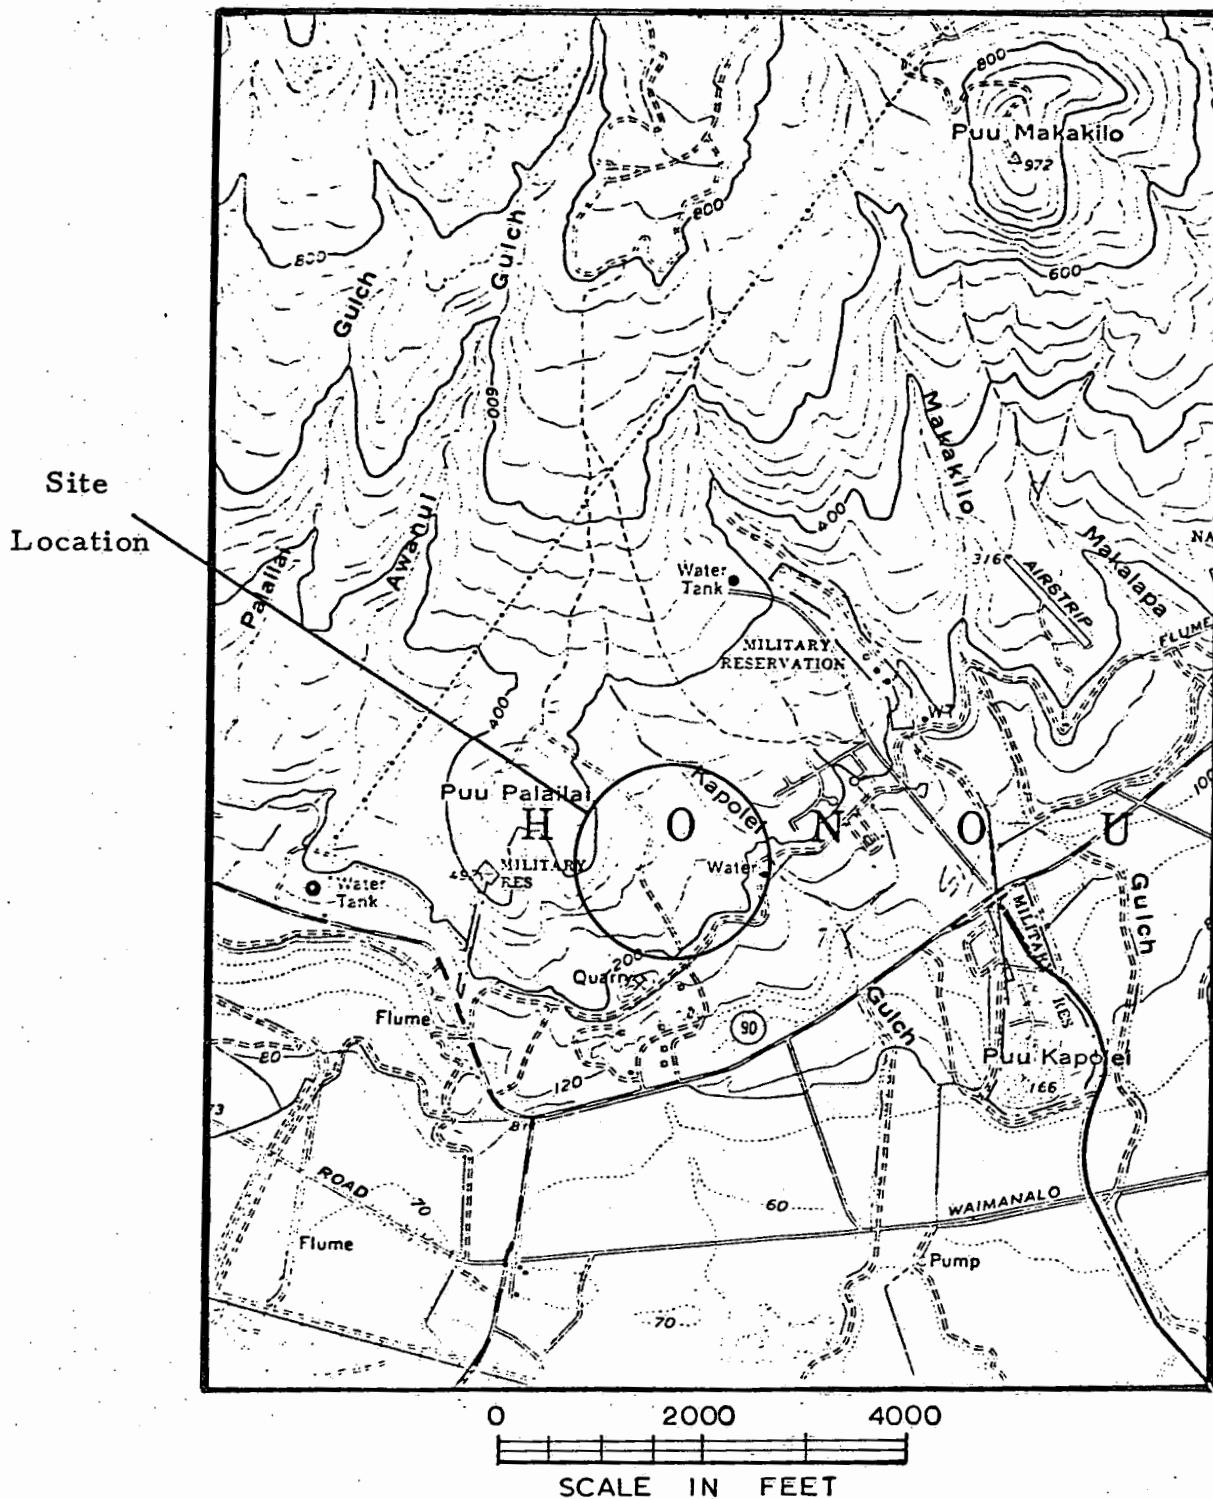 800
Puu Makakilo
972
800
Gulch
800
Gulch
600
600
Makakilo
Site
Location
400
Awanui
Palailai
Makalapa
NA
316
AIRSTRIP
FLUME
Water
Tank
MILITARY
RESERVATION
400
WT
Kapolei
Puu Palailai
H O N O U
100
MILITARY
RES
Water
Water
Tank
Gulch
MILITARY
RES
200
Quarry
Gulch
Flume
90
80
120
Puu Kapolei
166
73
ROAD
70
60
WAIMANALO
Flume
Pump
70
0 2000 4000
SCALE IN FEET